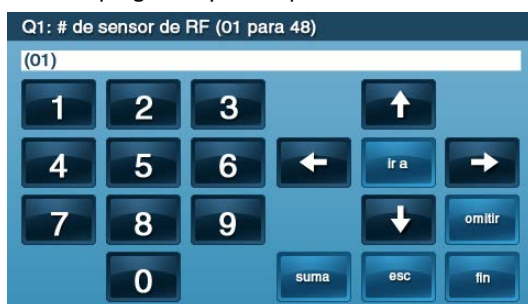 Q1: # de sensor de RF (01 para 48)
(01)
1 2 3
4 5 6 ir a
7 8 9 omitir
0 suma esc fin